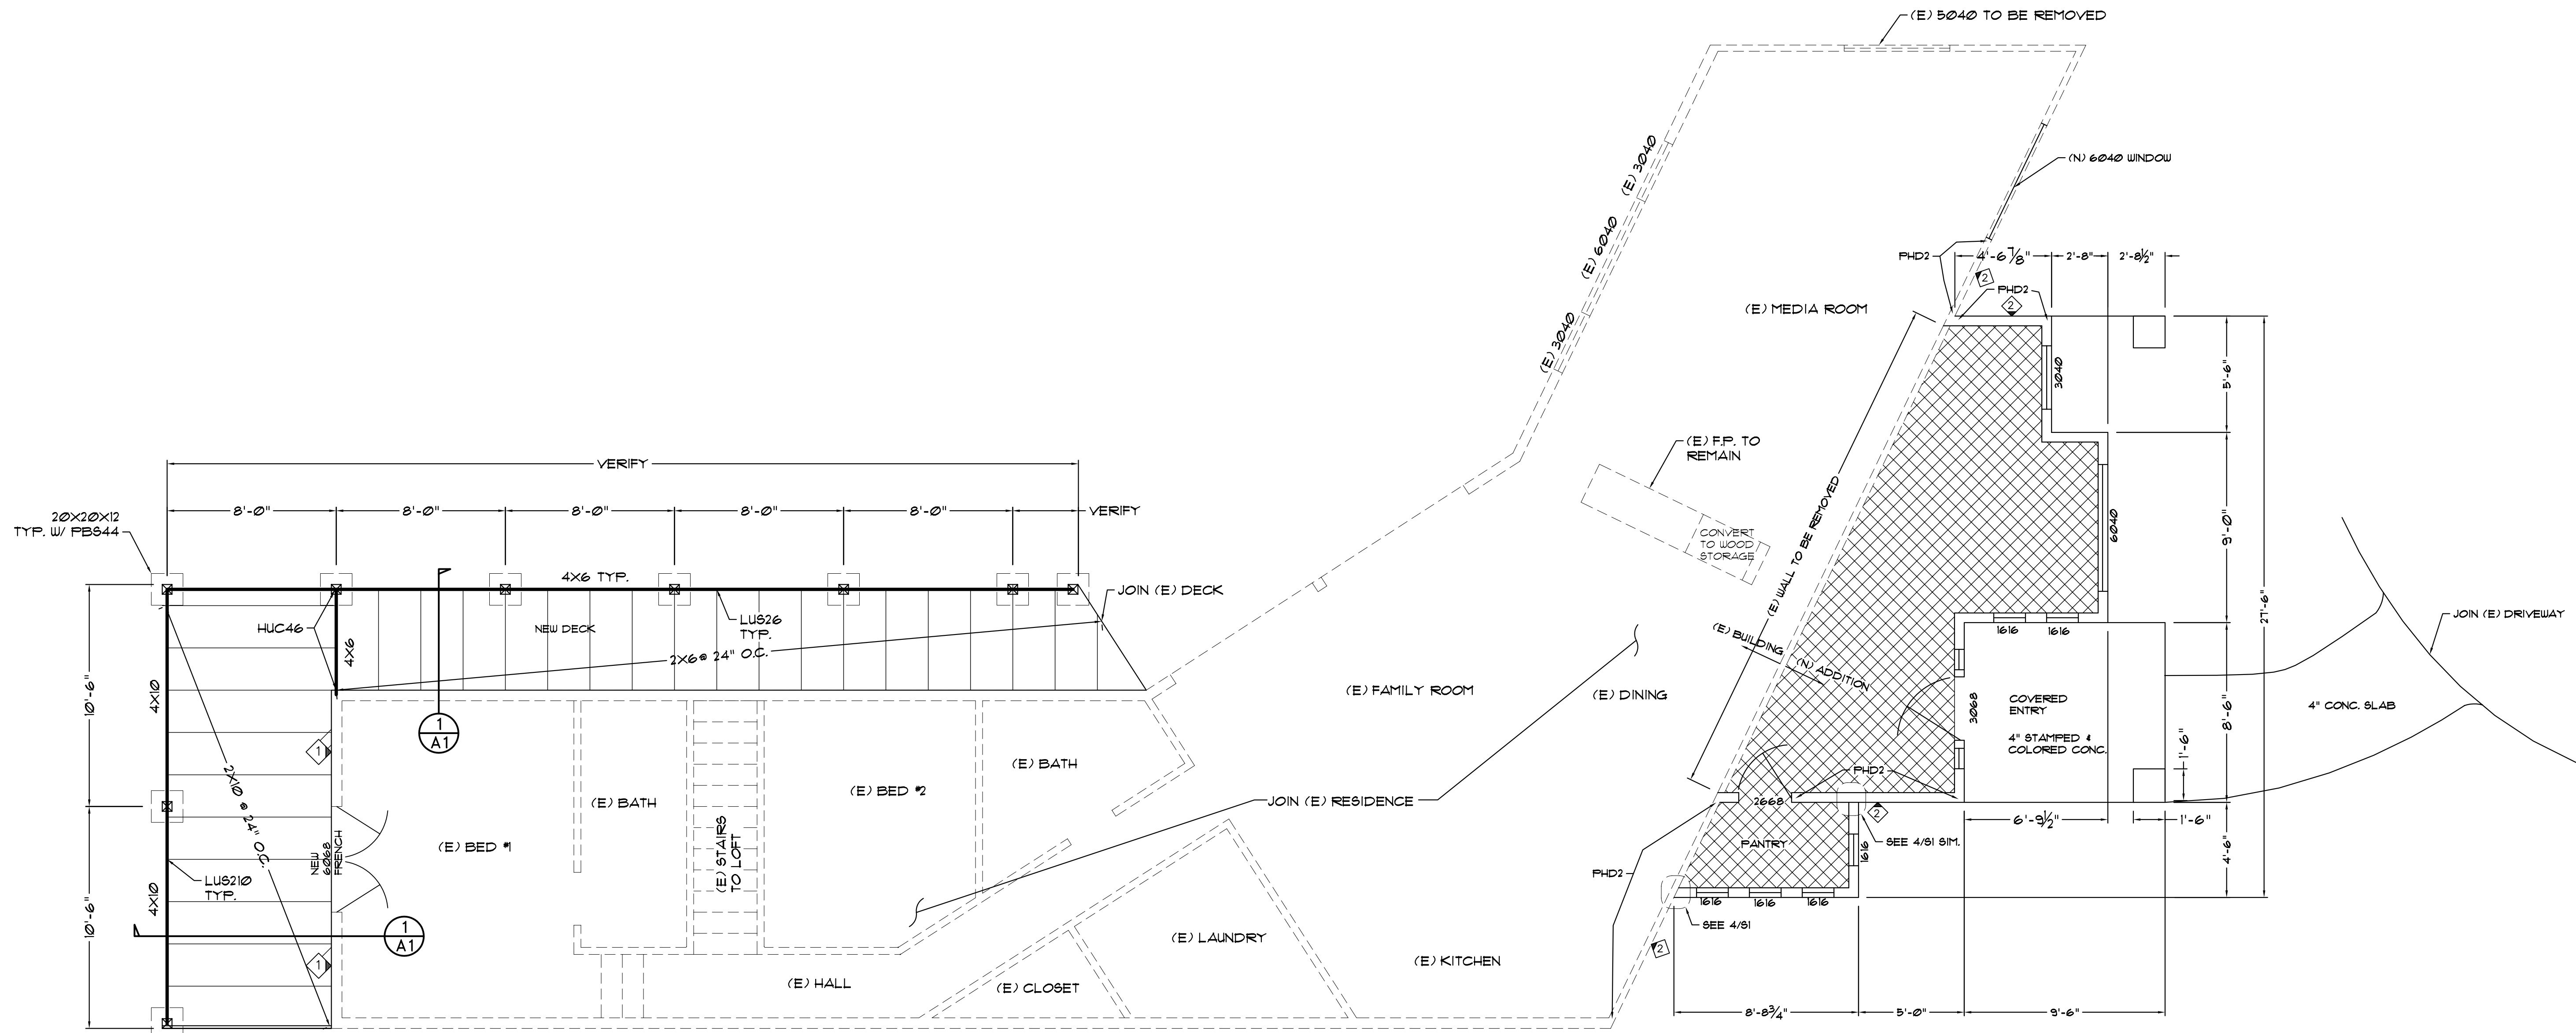 (E) 5040 TO BE REMOVED
(N) 6040 WINDOW
(E) 3040
(E) 6040
(E) 3040
PHD2
4'-6 7/8"
2'-8"
2'-8½"
2
PHD2
2
(E) MEDIA ROOM
3040
5'-6"
(E) F.P. TO
REMAIN
CONVERT
TO WOOD
STORAGE
(E) WALL TO BE REMOVED
6040
9'-0"
27'-6"
VERIFY
8'-0"
8'-0"
8'-0"
8'-0"
8'-0"
VERIFY
20X20X12
TYP. W/ PBS44
4X6 TYP.
JOIN (E) DECK
HUC46
NEW DECK
LUS26
TYP.
4X6
2X6@ 24" O.C.
10'-6"
4X10
1
A1
1
2X10 @ 24" O.C.
NEW
6068
FRENCH
LUS210
TYP.
4X10
10'-6"
1
A1
1
(E) BED #1
(E) BATH
(E) STAIRS
TO LOFT
(E) BED #2
(E) BATH
(E) HALL
(E) CLOSET
(E) LAUNDRY
(E) KITCHEN
JOIN (E) RESIDENCE
(E) FAMILY ROOM
(E) DINING
(E) BUILDING
(N) ADDITION
1616
1616
3068
COVERED
ENTRY
4" STAMPED &
COLORED CONC.
8'-6"
1'-6"
4" CONC. SLAB
JOIN (E) DRIVEWAY
PHD2
2668
2
6'-9½"
1'-6"
SEE 4/S1 SIM.
PANTRY
1616
4'-6"
PHD2
1616
1616
1616
SEE 4/S1
2
8'-8¾"
5'-0"
9'-6"